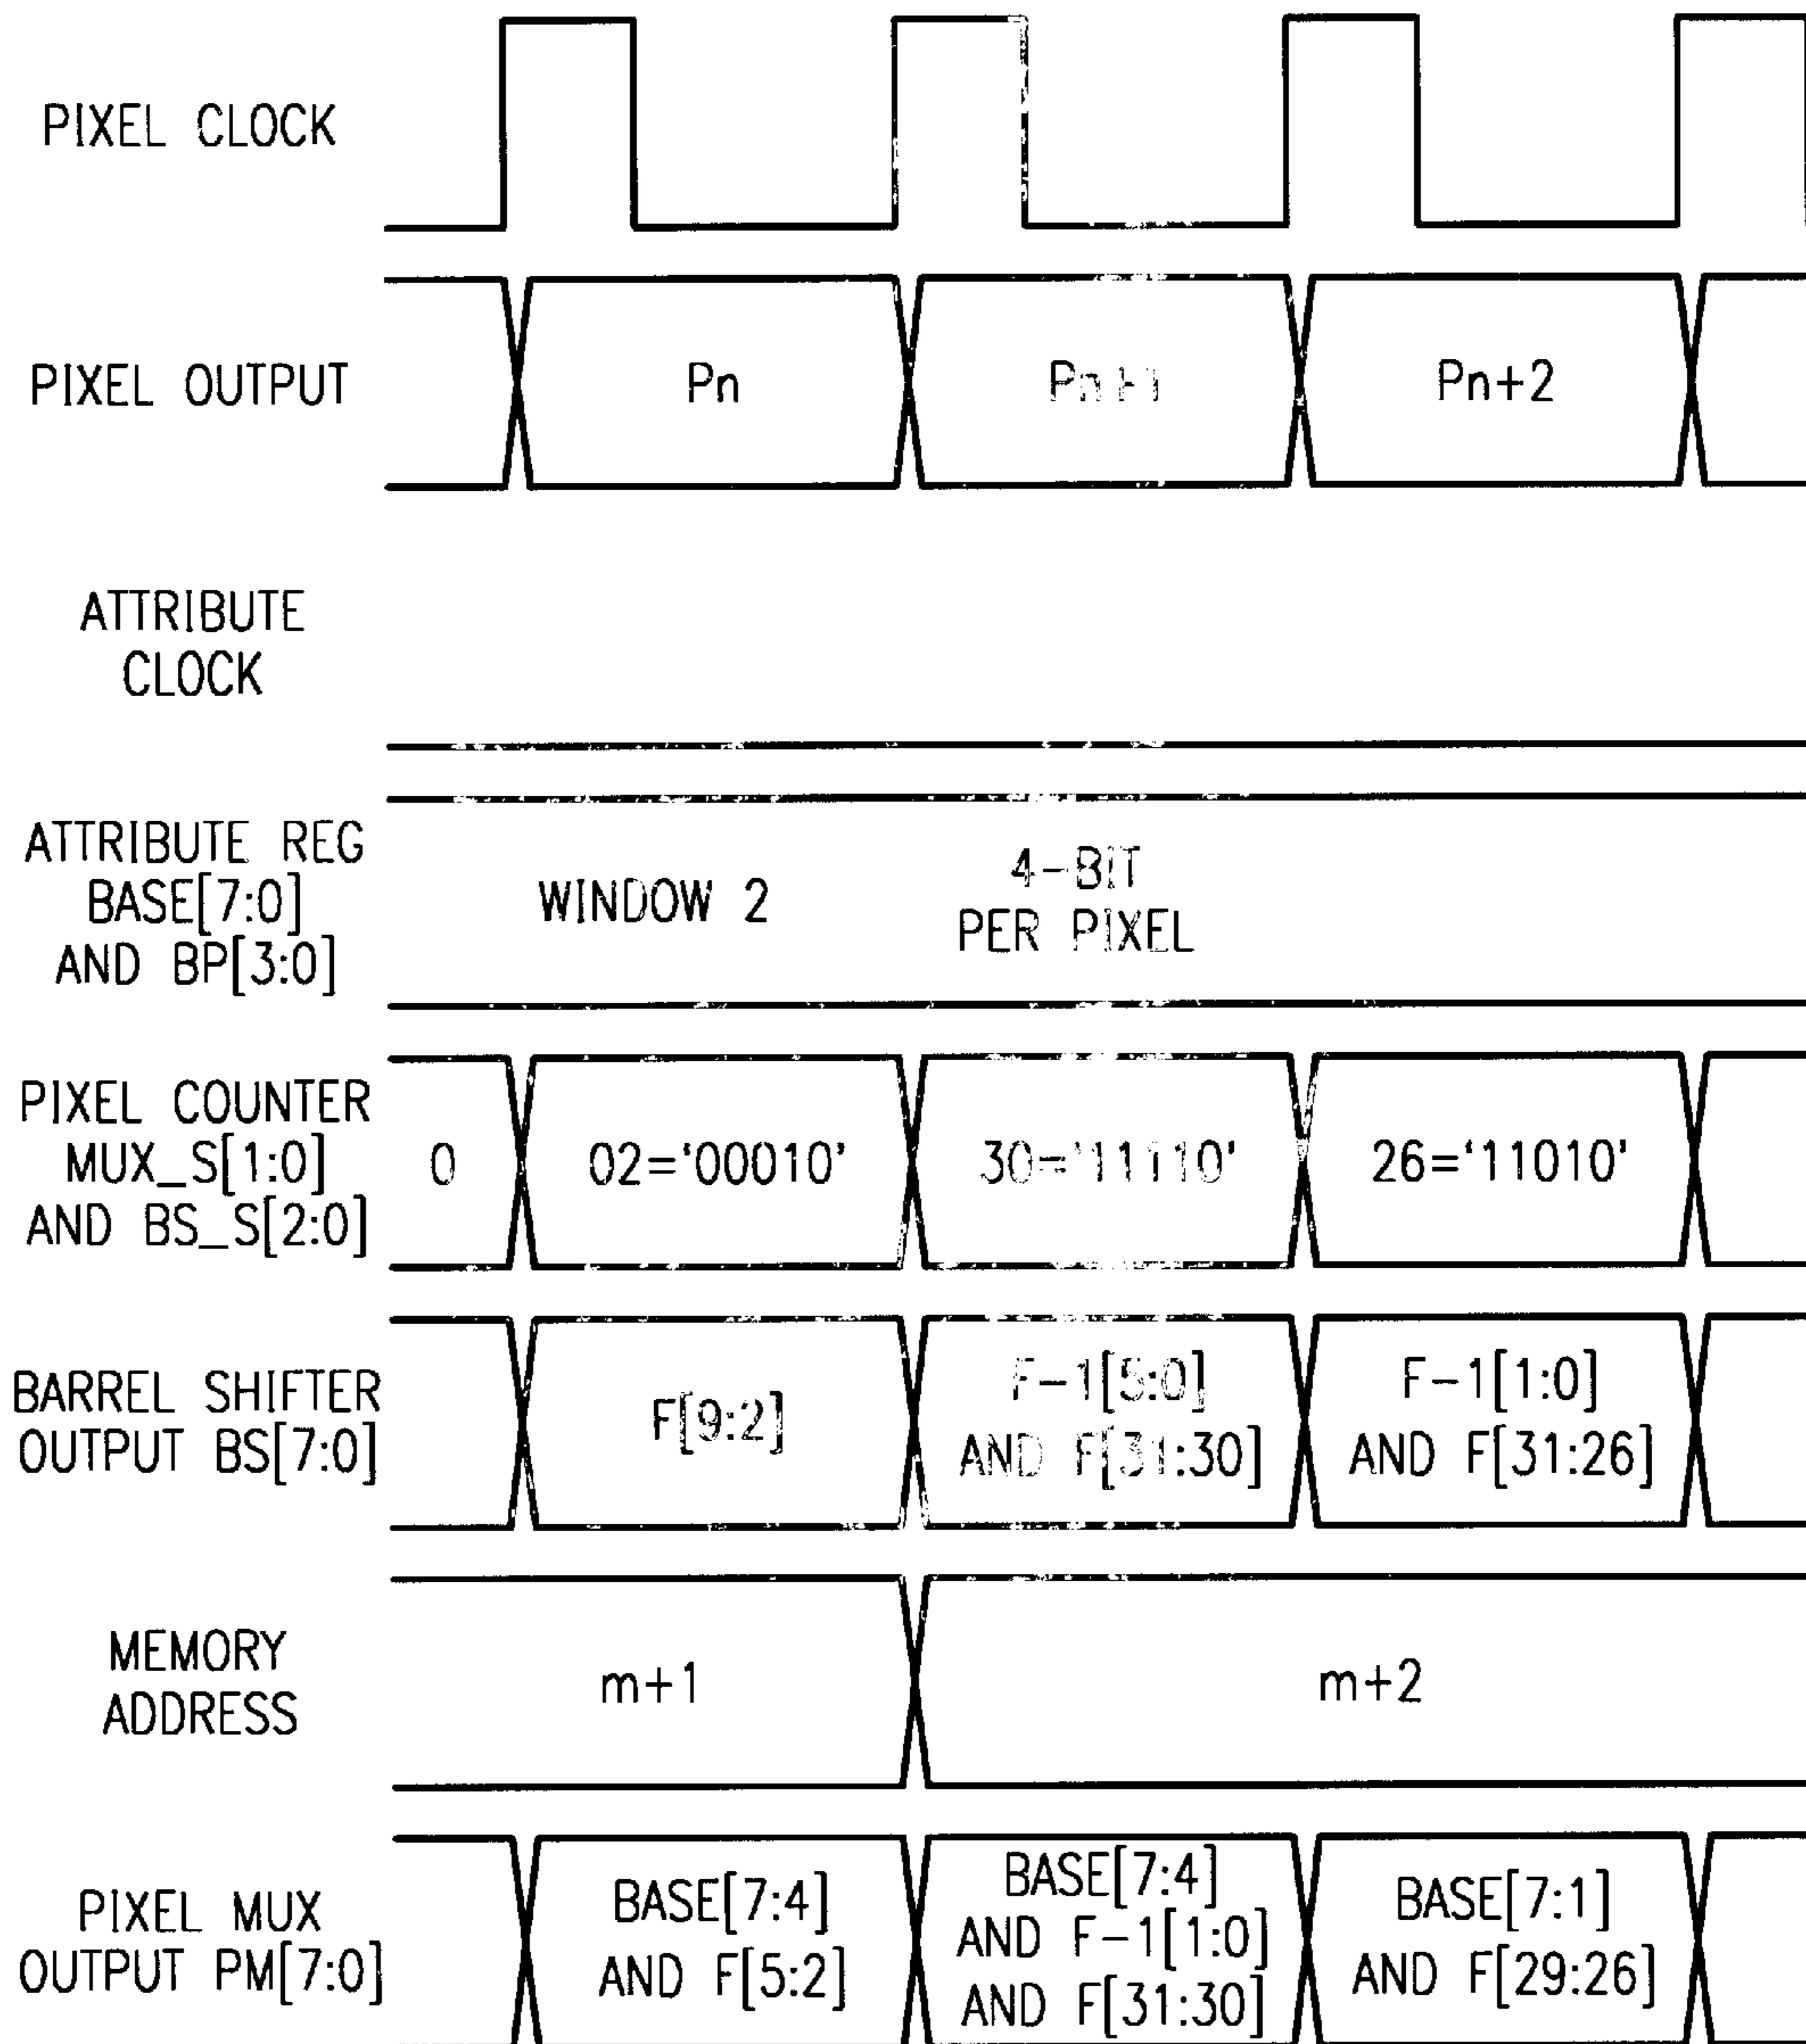 PIXEL CLOCK
PIXEL OUTPUT
Pn
Pn+1
Pn+2
ATTRIBUTE
CLOCK
ATTRIBUTE REG
BASE[7:0]
AND BP[3:0]
WINDOW 2
4-BIT
PER PIXEL
PIXEL COUNTER
MUX_S[1:0]
AND BS_S[2:0]
0
02=‘00010’
30=‘11110’
26=‘11010’
BARREL SHIFTER
OUTPUT BS[7:0]
F[9:2]
F-1[5:0]
AND F[31:30]
F-1[1:0]
AND F[31:26]
MEMORY
ADDRESS
m+1
m+2
PIXEL MUX
OUTPUT PM[7:0]
BASE[7:4]
AND F[5:2]
BASE[7:4]
AND F-1[1:0]
AND F[31:30]
BASE[7:1]
AND F[29:26]